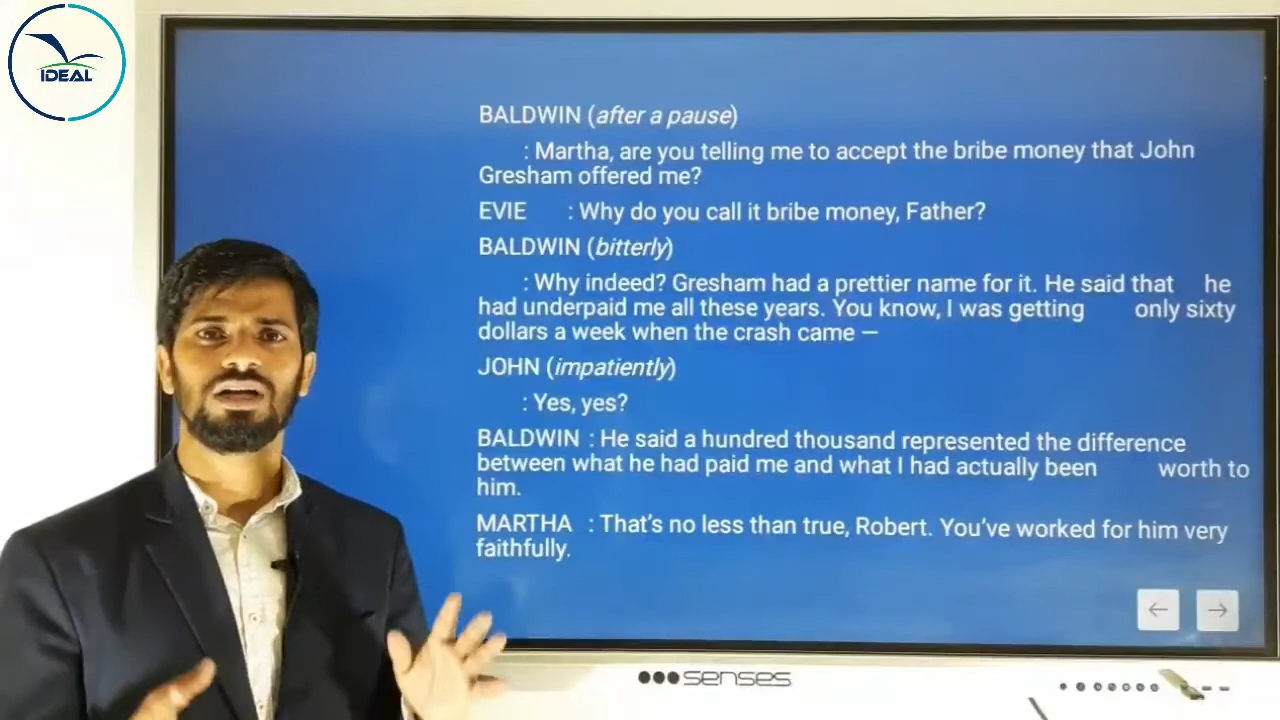 IDEAL
BALDWIN (after a pause)
: Martha, are you telling me to accept the bribe money that John
Gresham offered me?
EVIE : Why do you call it bribe money, Father?
BALDWIN (bitterly)
: Why indeed? Gresham had a prettier name for it. He said that he
had underpaid me all these years. You know, I was getting only sixty
dollars a week when the crash came —
JOHN (impatiently)
: Yes, yes?
BALDWIN : He said a hundred thousand represented the difference
between what he had paid me and what I had actually been worth to
him.
MARTHA : That's no less than true, Robert. You've worked for him very
faithfully.
senses